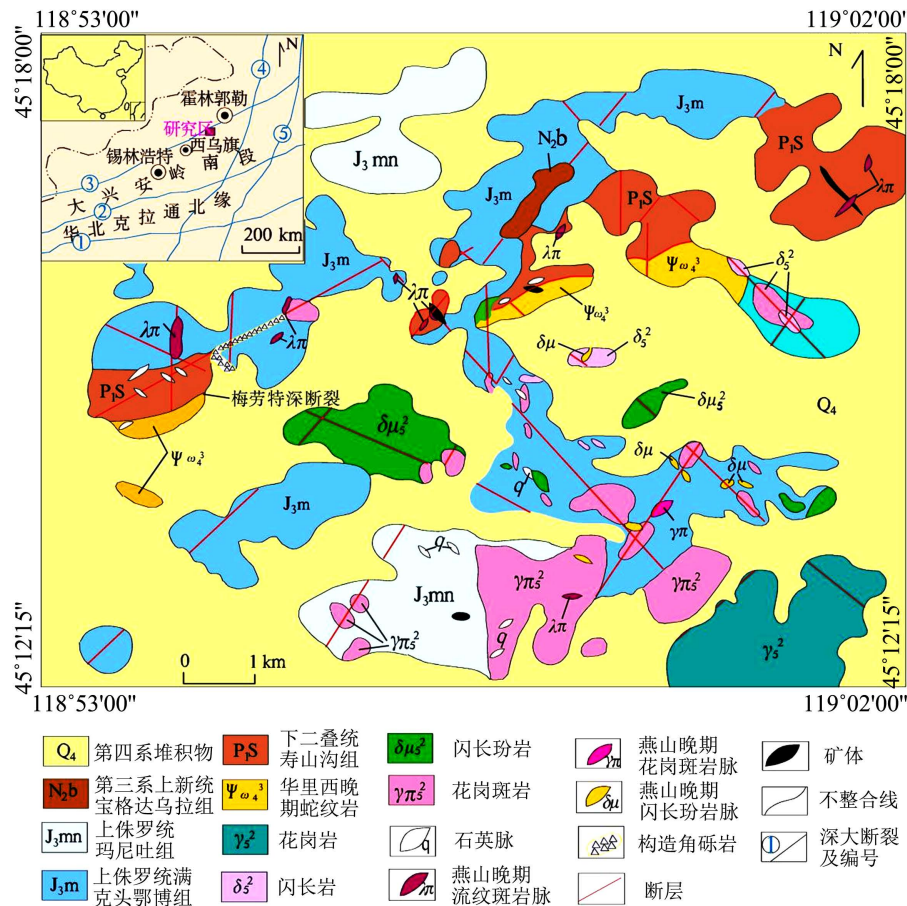 118°53'00"
119°02'00"
45°18'00"
45°18'00"
N
④
霍林郭勒
研究区
⑤
西乌旗
锡林浩特
③
大兴安岭南段
②
华北克拉通北缘
①
200 km
N
J₃mn
J₃m
N₂b
J₃m
P₁S
λπ
P₁S
λπ
J₃m
λπ
Ψω₄³
δ₅²
Ψω₄³
λπ
λπ
δμ
δ₅²
P₁S
梅劳特深断裂
δμ₅²
Q₄
δμ₅²
Ψω₄³
δμ
δμ
q
J₃m
γπ
q
J₃mn
γπ₅²
γπ₅²
λπ
γπ₅²
q
γ₅²
0 1 km
45°12'15"
45°12'15"
118°53'00"
119°02'00"
Q₄ 第四系堆积物
P₁S 下二叠统
寿山沟组
δμ₅² 闪长玢岩
γπ 燕山晚期
花岗斑岩脉
矿体
N₂b 第三系上新统
宝格达乌拉组
Ψω₄³ 华里西晚
期蛇纹岩
γπ₅² 花岗斑岩
δμ 燕山晚期
闪长玢岩脉
不整合线
J₃mn 上侏罗统
玛尼吐组
γ₅² 花岗岩
q 石英脉
构造角砾岩
① 深大断裂
及编号
J₃m 上侏罗统满
克头鄂博组
δ₅² 闪长岩
λπ 燕山晚期
流纹斑岩脉
断层